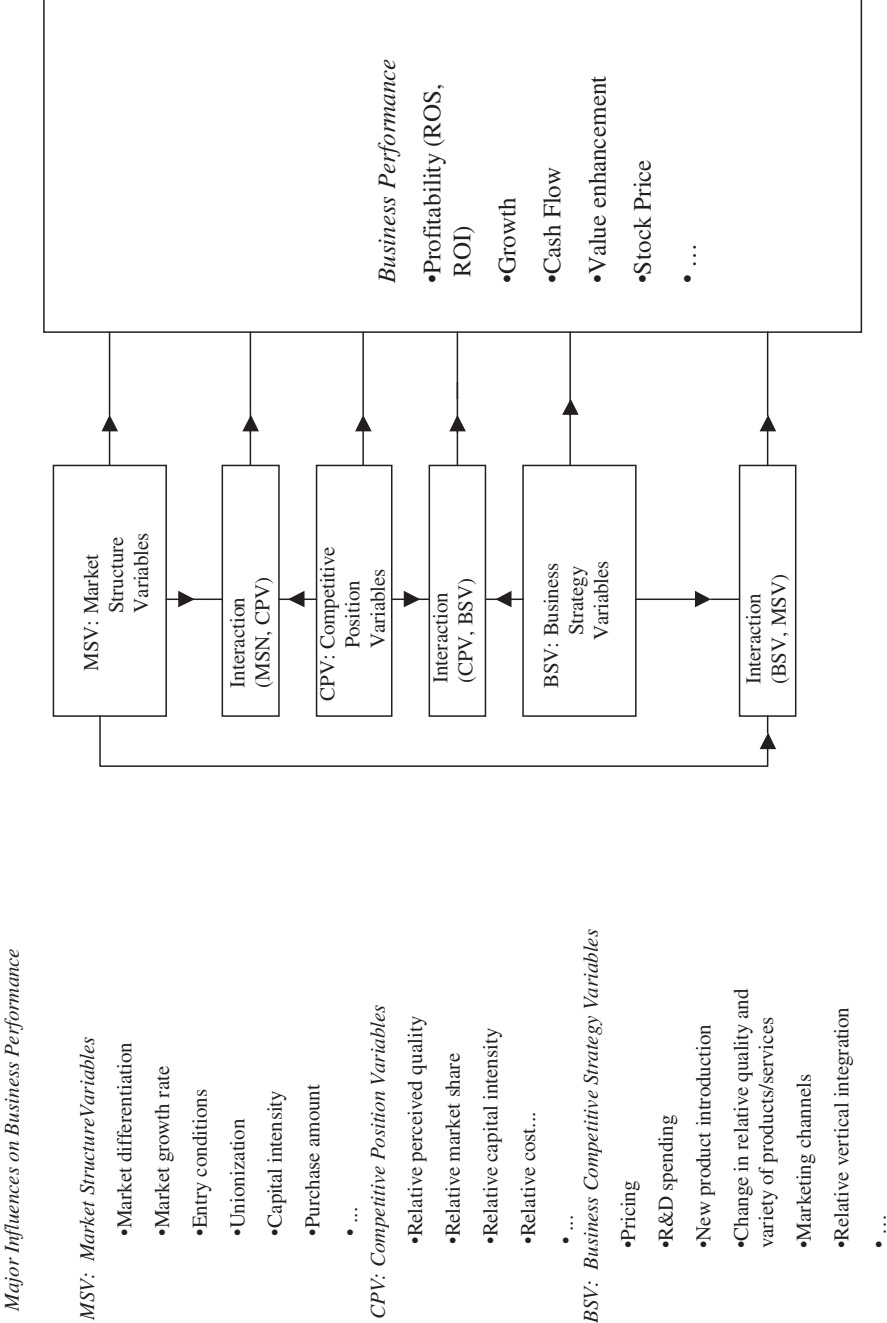 Major Influences on Business Performance
MSV: Market StructureVariables
•Market differentiation
•Market growth rate
•Entry conditions
•Unionization
•Capital intensity
•Purchase amount
• ...
CPV: Competitive Position Variables
•Relative perceived quality
•Relative market share
•Relative capital intensity
•Relative cost...
• ...
BSV: Business Competitive Strategy Variables
•Pricing
•R&D spending
•New product introduction
•Change in relative quality and
variety of products/services
•Marketing channels
•Relative vertical integration
• ...
MSV: Market
Structure
Variables
Interaction
(MSN, CPV)
CPV: Competitive
Position
Variables
Interaction
(CPV, BSV)
BSV: Business
Strategy
Variables
Interaction
(BSV, MSV)
Business Performance
•Profitability (ROS,
ROI)
•Growth
•Cash Flow
•Value enhancement
•Stock Price
• ...